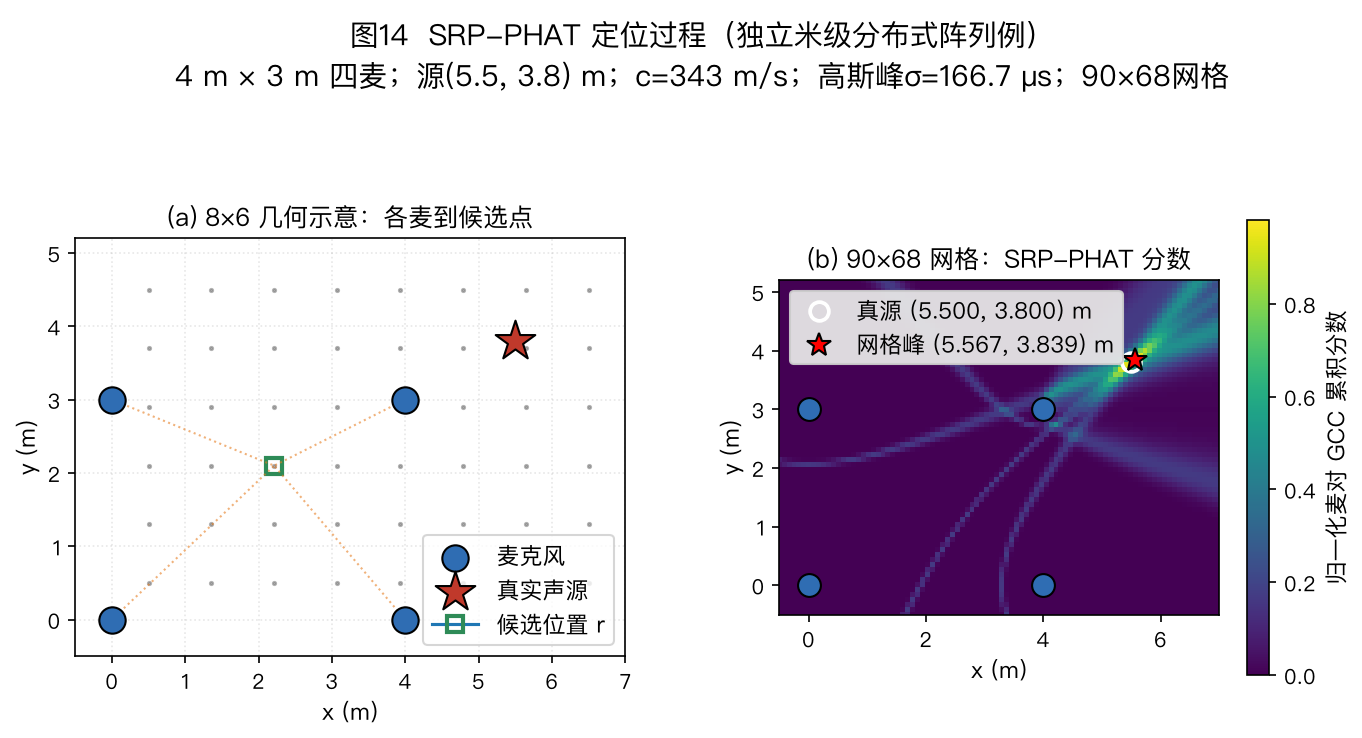 图14  SRP–PHAT 定位过程（独立米级分布式阵列例）
4 m × 3 m 四麦；源(5.5, 3.8) m；c=343 m/s；高斯峰σ=166.7 μs；90×68网格
(a) 8×6 几何示意：各麦到候选点
5
4
3
2
1
0
y (m)
0 1 2 3 4 5 6 7
x (m)
麦克风
真实声源
候选位置 r
(b) 90×68 网格：SRP–PHAT 分数
真源 (5.500, 3.800) m
网格峰 (5.567, 3.839) m
5
4
3
2
1
0
y (m)
0 2 4 6
x (m)
0.8
0.6
0.4
0.2
0.0
归一化麦对 GCC 累积分数